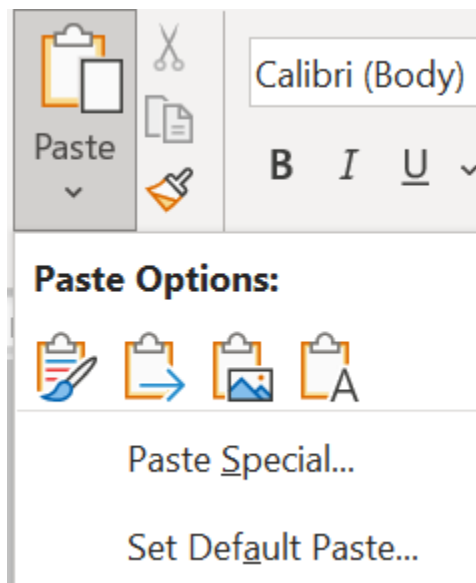 Calibri (Body)
Paste
B I U
Paste Options:
A
Paste Special...
Set Default Paste...